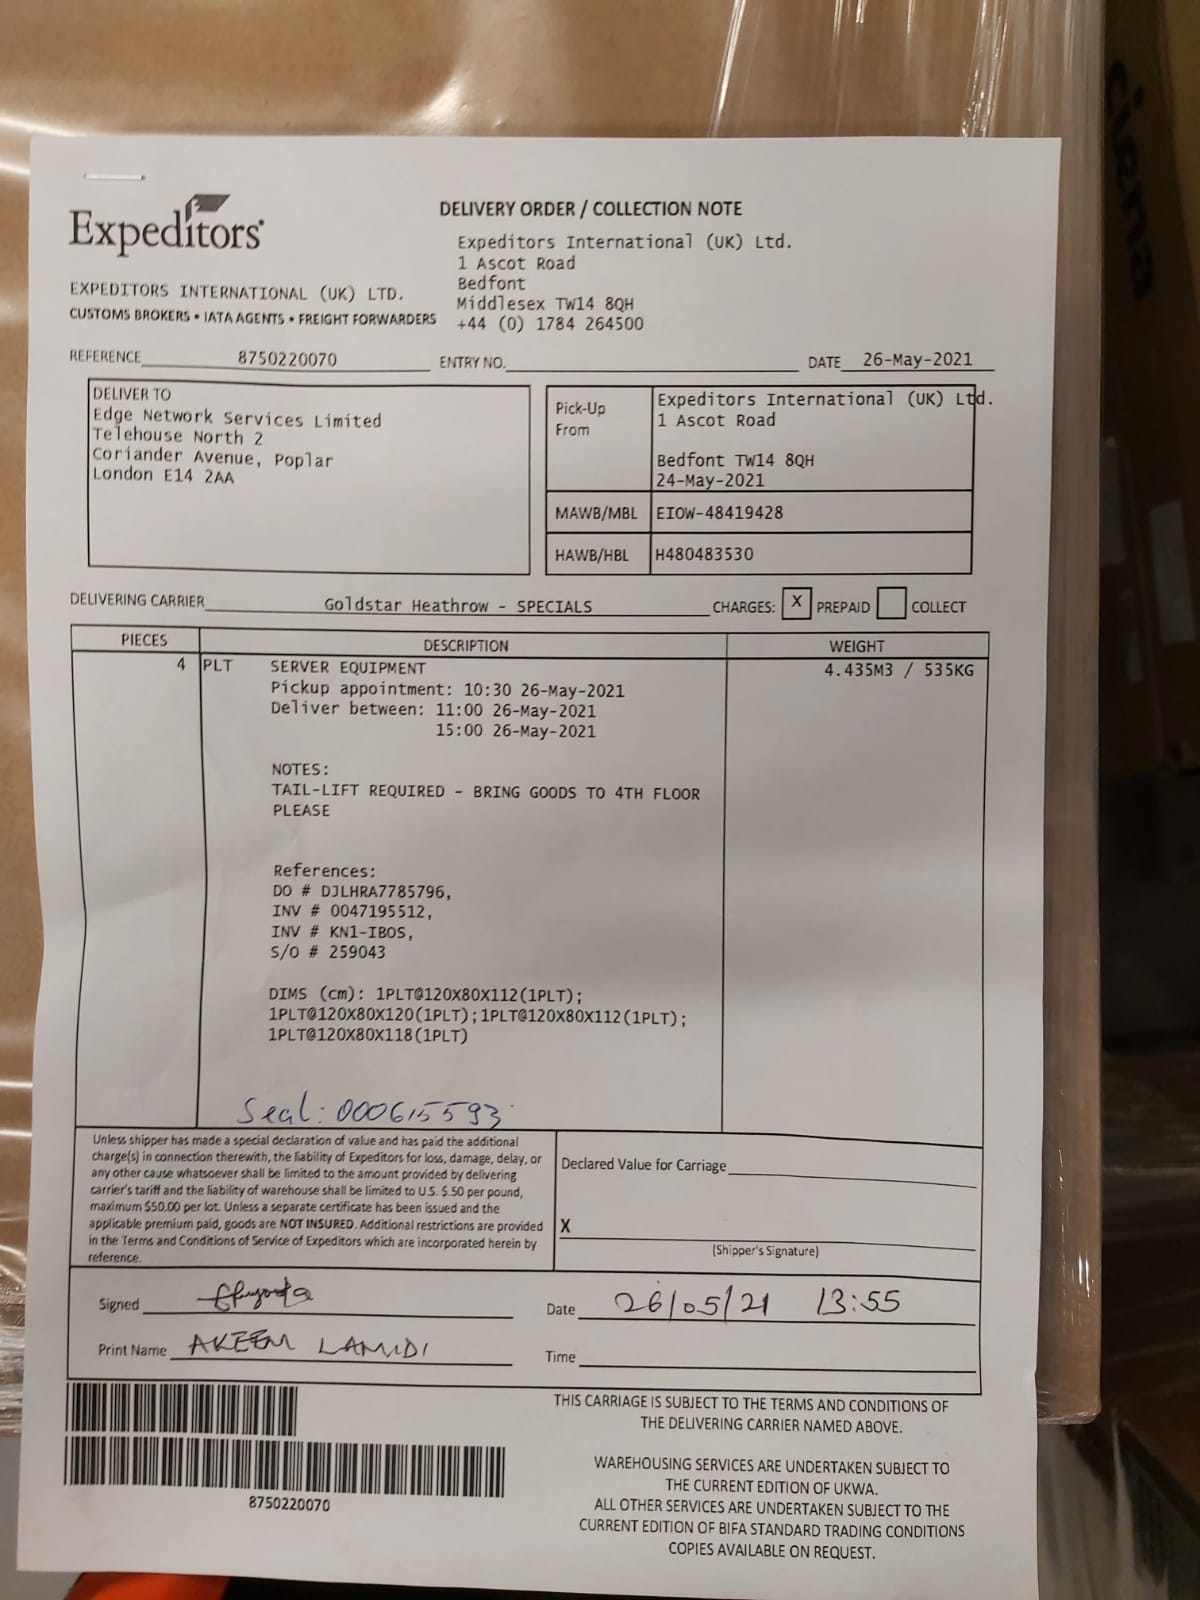 Expeditors
DELIVERY ORDER / COLLECTION NOTE
Expeditors International (UK) Ltd.
1 Ascot Road
Bedfont
Middlesex TW14 8QH
+44 (0) 1784 264500
EXPEDITORS INTERNATIONAL (UK) LTD.
CUSTOMS BROKERS • IATA AGENTS • FREIGHT FORWARDERS
REFERENCE 8750220070 ENTRY NO. DATE 26-May-2021
DELIVER TO
Edge Network Services Limited
Telehouse North 2
Coriander Avenue, Poplar
London E14 2AA
Pick-Up From
Expeditors International (UK) Ltd.
1 Ascot Road
Bedfont TW14 8QH
24-May-2021
MAWB/MBL EIOW-48419428
HAWB/HBL H480483530
DELIVERING CARRIER Goldstar Heathrow - SPECIALS CHARGES: X PREPAID COLLECT
PIECES DESCRIPTION WEIGHT
4 PLT SERVER EQUIPMENT 4.435M3 / 535KG
Pickup appointment: 10:30 26-May-2021
Deliver between: 11:00 26-May-2021
15:00 26-May-2021
NOTES:
TAIL-LIFT REQUIRED - BRING GOODS TO 4TH FLOOR
PLEASE
References:
DO # DJLHRA7785796,
INV # 0047195512,
INV # KN1-IBOS,
S/O # 259043
DIMS (cm): 1PLT@120X80X112(1PLT);
1PLT@120X80X120(1PLT);1PLT@120X80X112(1PLT);
1PLT@120X80X118(1PLT)
Seal: 000615593
Unless shipper has made a special declaration of value and has paid the additional
charge(s) in connection therewith, the liability of Expeditors for loss, damage, delay, or
any other cause whatsoever shall be limited to the amount provided by delivering
carrier's tariff and the liability of warehouse shall be limited to U.S. $.50 per pound,
maximum $50.00 per lot. Unless a separate certificate has been issued and the
applicable premium paid, goods are NOT INSURED. Additional restrictions are provided
in the Terms and Conditions of Service of Expeditors which are incorporated herein by
reference.
Declared Value for Carriage
X
(Shipper's Signature)
Signed
Date 26/05/21 13:55
Print Name AKEEM LAMIDI
Time
8750220070
THIS CARRIAGE IS SUBJECT TO THE TERMS AND CONDITIONS OF
THE DELIVERING CARRIER NAMED ABOVE.
WAREHOUSING SERVICES ARE UNDERTAKEN SUBJECT TO
THE CURRENT EDITION OF UKWA.
ALL OTHER SERVICES ARE UNDERTAKEN SUBJECT TO THE
CURRENT EDITION OF BIFA STANDARD TRADING CONDITIONS
COPIES AVAILABLE ON REQUEST.
ciena